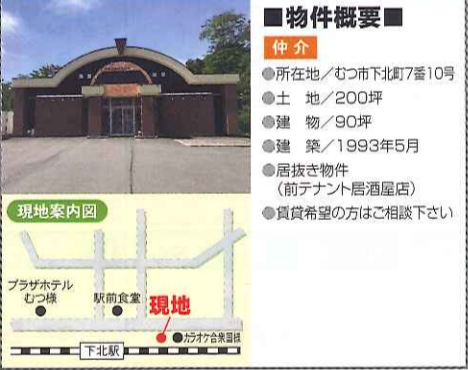 ■物件概要■
仲介
●所在地／むつ市下北町7番10号
●土　地／200坪
●建　物／90坪
●建　築／1993年5月
●居抜き物件
（前テナント居酒屋店）
●賃貸希望の方はご相談下さい
現地案内図
プラザホテル
むつ様
駅前食堂
現地
カラオケ合衆国様
下北駅